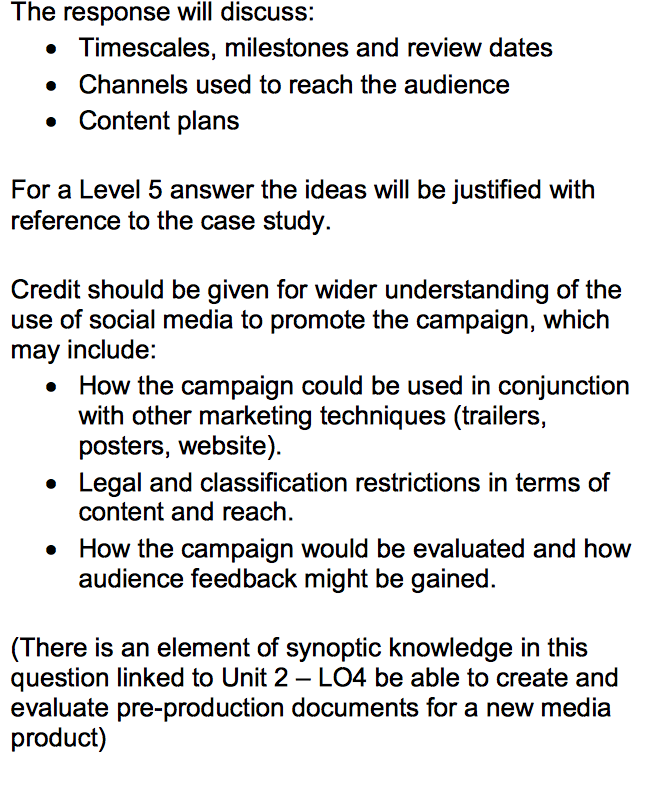 The response will discuss:
• Timescales, milestones and review dates
• Channels used to reach the audience
• Content plans
For a Level 5 answer the ideas will be justified with
reference to the case study.
Credit should be given for wider understanding of the
use of social media to promote the campaign, which
may include:
• How the campaign could be used in conjunction
with other marketing techniques (trailers,
posters, website).
• Legal and classification restrictions in terms of
content and reach.
• How the campaign would be evaluated and how
audience feedback might be gained.
(There is an element of synoptic knowledge in this
question linked to Unit 2 – LO4 be able to create and
evaluate pre-production documents for a new media
product)